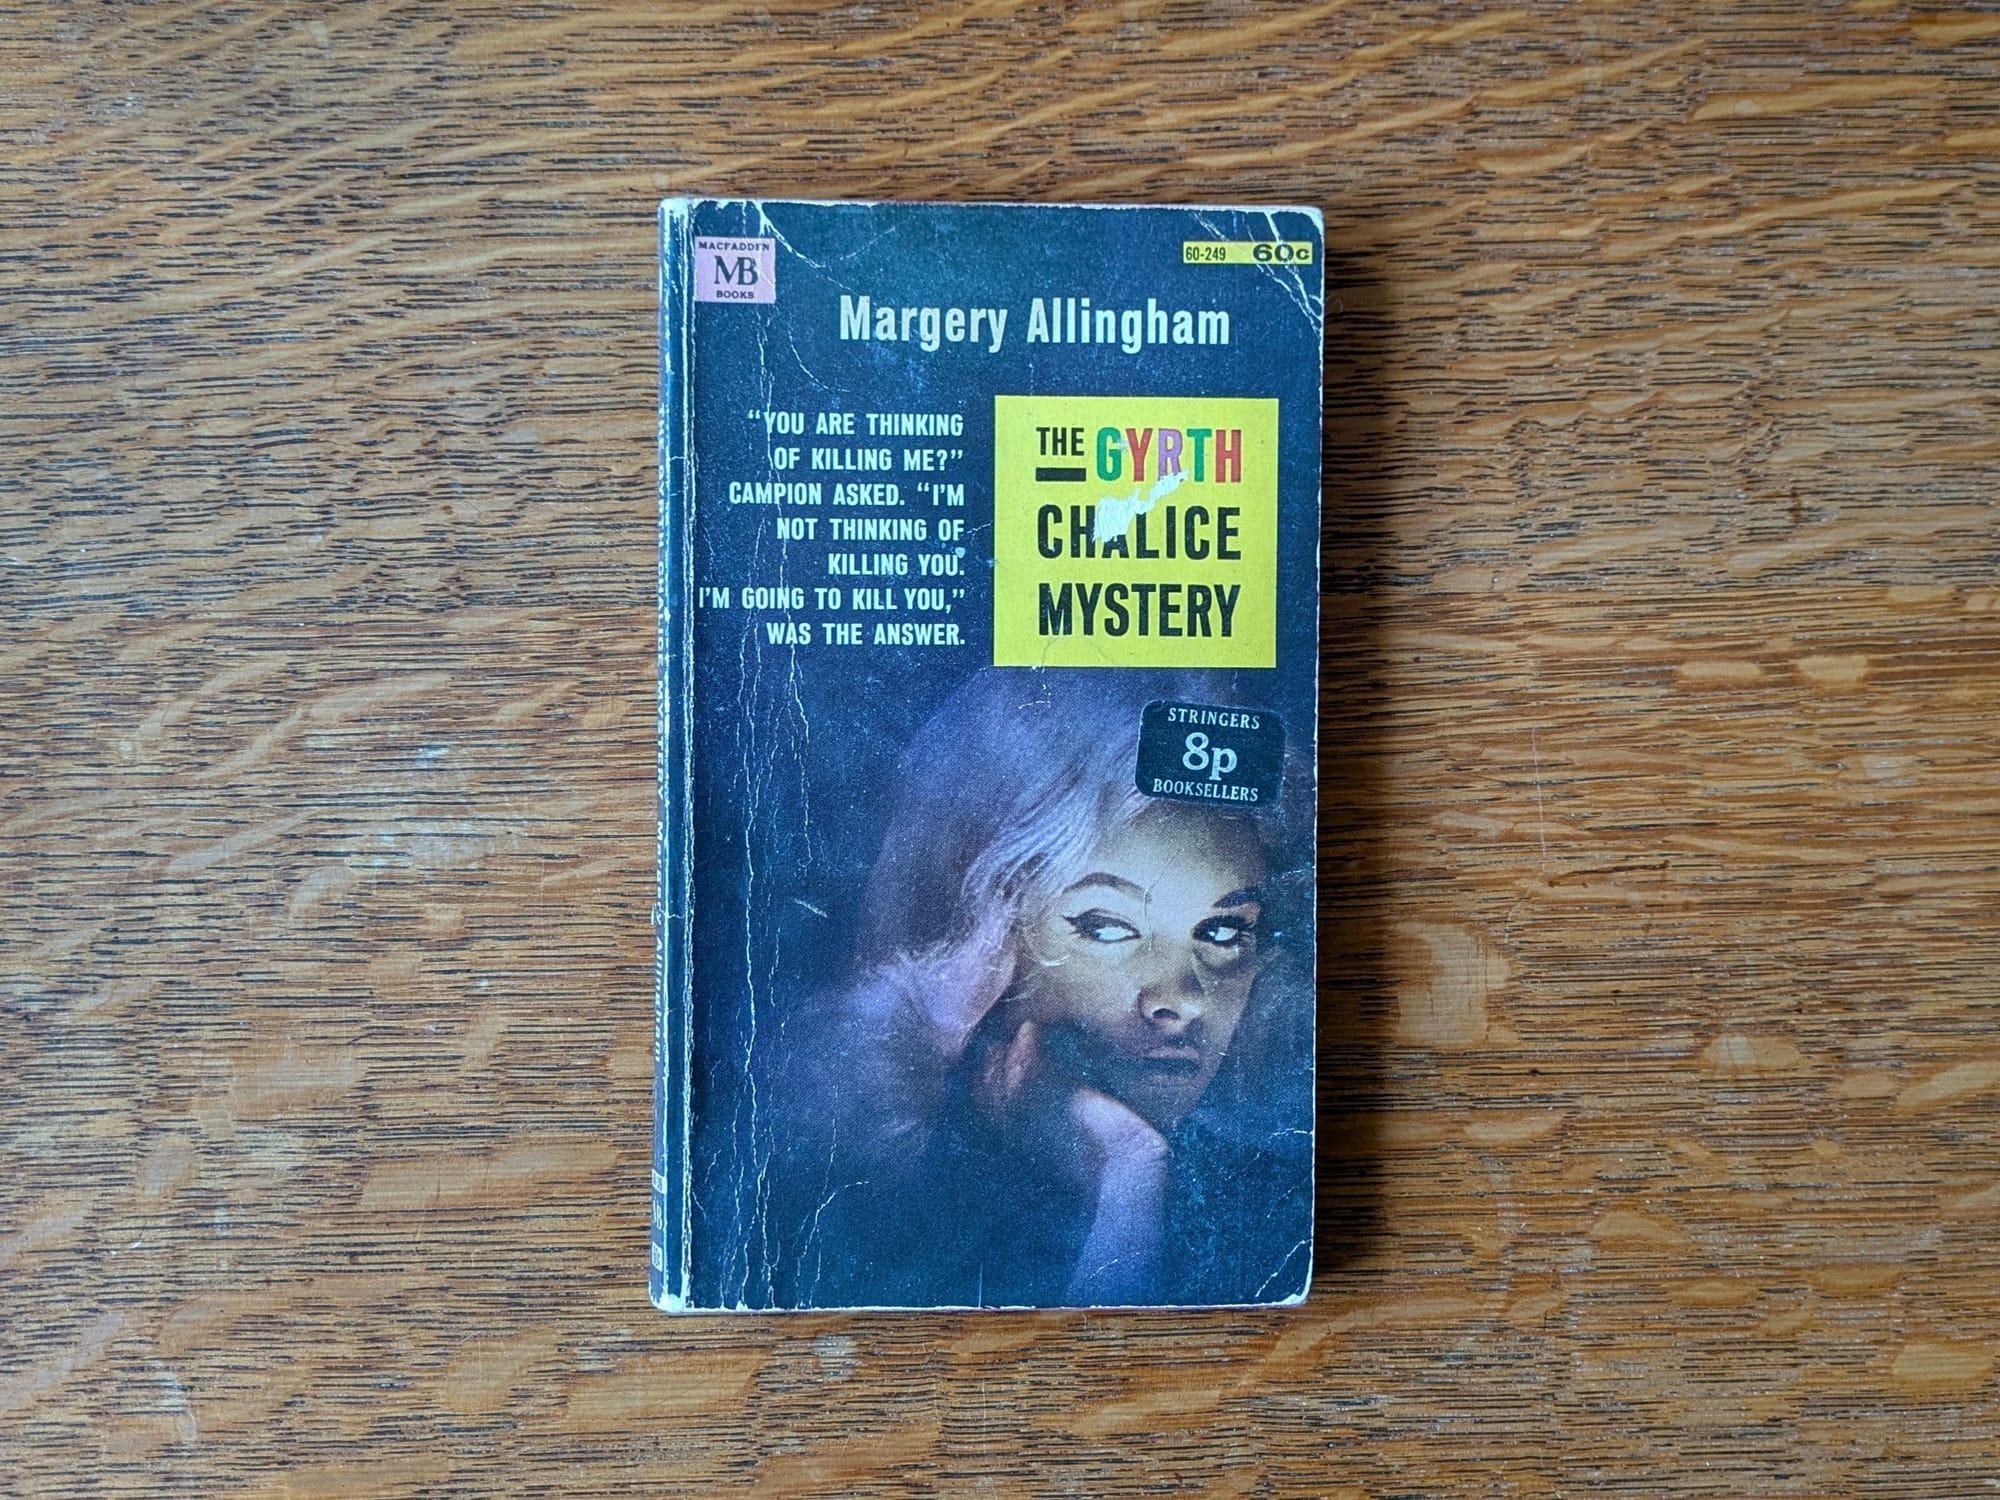 MACFADDEN
MB
BOOKS
60-249 60c
Margery Allingham
"YOU ARE THINKING
OF KILLING ME?"
CAMPION ASKED. "I'M
NOT THINKING OF
KILLING YOU.
I'M GOING TO KILL YOU,"
WAS THE ANSWER.
THE GYRTH
CHALICE
MYSTERY
STRINGERS
8p
BOOKSELLERS